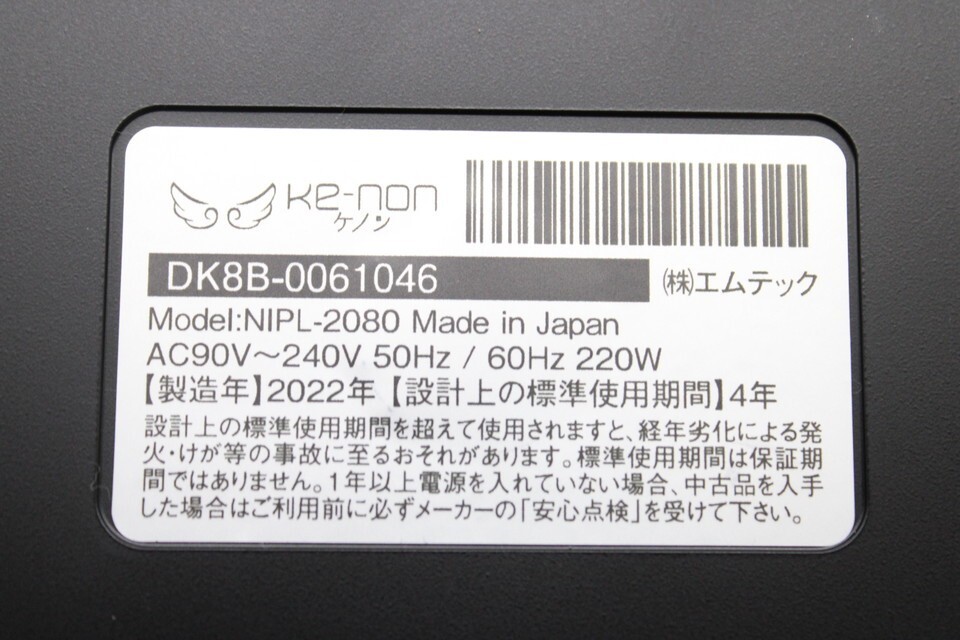 Ke-non
ケノン
DK8B-0061046
㈱エムテック
Model:NIPL-2080 Made in Japan
AC90V～240V 50Hz / 60Hz 220W
【製造年】2022年【設計上の標準使用期間】4年
設計上の標準使用期間を超えて使用されますと、経年劣化による発
火・けが等の事故に至るおそれがあります。標準使用期間は保証期
間ではありません。1年以上電源を入れていない場合、中古品を入手
した場合はご利用前に必ずメーカーの「安心点検」を受けて下さい。